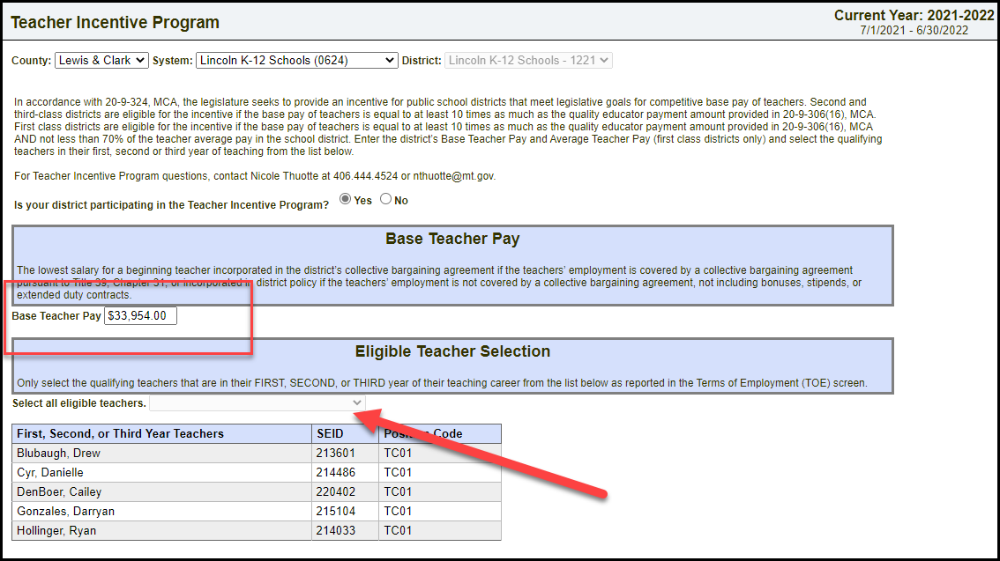 Teacher Incentive Program
Current Year: 2021-2022
7/1/2021 - 6/30/2022
County: Lewis & Clark System: Lincoln K-12 Schools (0624) District: Lincoln K-12 Schools - 1221
In accordance with 20-9-324, MCA, the legislature seeks to provide an incentive for public school districts that meet legislative goals for competitive base pay of teachers. Second and
third-class districts are eligible for the incentive if the base pay of teachers is equal to at least 10 times as much as the quality educator payment amount provided in 20-9-306(16), MCA.
First class districts are eligible for the incentive if the base pay of teachers is equal to at least 10 times as much as the quality educator payment amount provided in 20-9-306(16), MCA
AND not less than 70% of the teacher average pay in the school district. Enter the district's Base Teacher Pay and Average Teacher Pay (first class districts only) and select the qualifying
teachers in their first, second or third year of teaching from the list below.
For Teacher Incentive Program questions, contact Nicole Thuotte at 406.444.4524 or nthuotte@mt.gov.
Is your district participating in the Teacher Incentive Program? Yes No
Base Teacher Pay
The lowest salary for a beginning teacher incorporated in the district's collective bargaining agreement if the teachers' employment is covered by a collective bargaining agreement
pursuant to Title 39, Chapter 31, or incorporated in district policy if the teachers' employment is not covered by a collective bargaining agreement, not including bonuses, stipends, or
extended duty contracts.
Base Teacher Pay $33,954.00
Eligible Teacher Selection
Only select the qualifying teachers that are in their FIRST, SECOND, or THIRD year of their teaching career from the list below as reported in the Terms of Employment (TOE) screen.
Select all eligible teachers.
First, Second, or Third Year Teachers SEID Position Code
Blubaugh, Drew 213601 TC01
Cyr, Danielle 214486 TC01
DenBoer, Cailey 220402 TC01
Gonzales, Darryan 215104 TC01
Hollinger, Ryan 214033 TC01